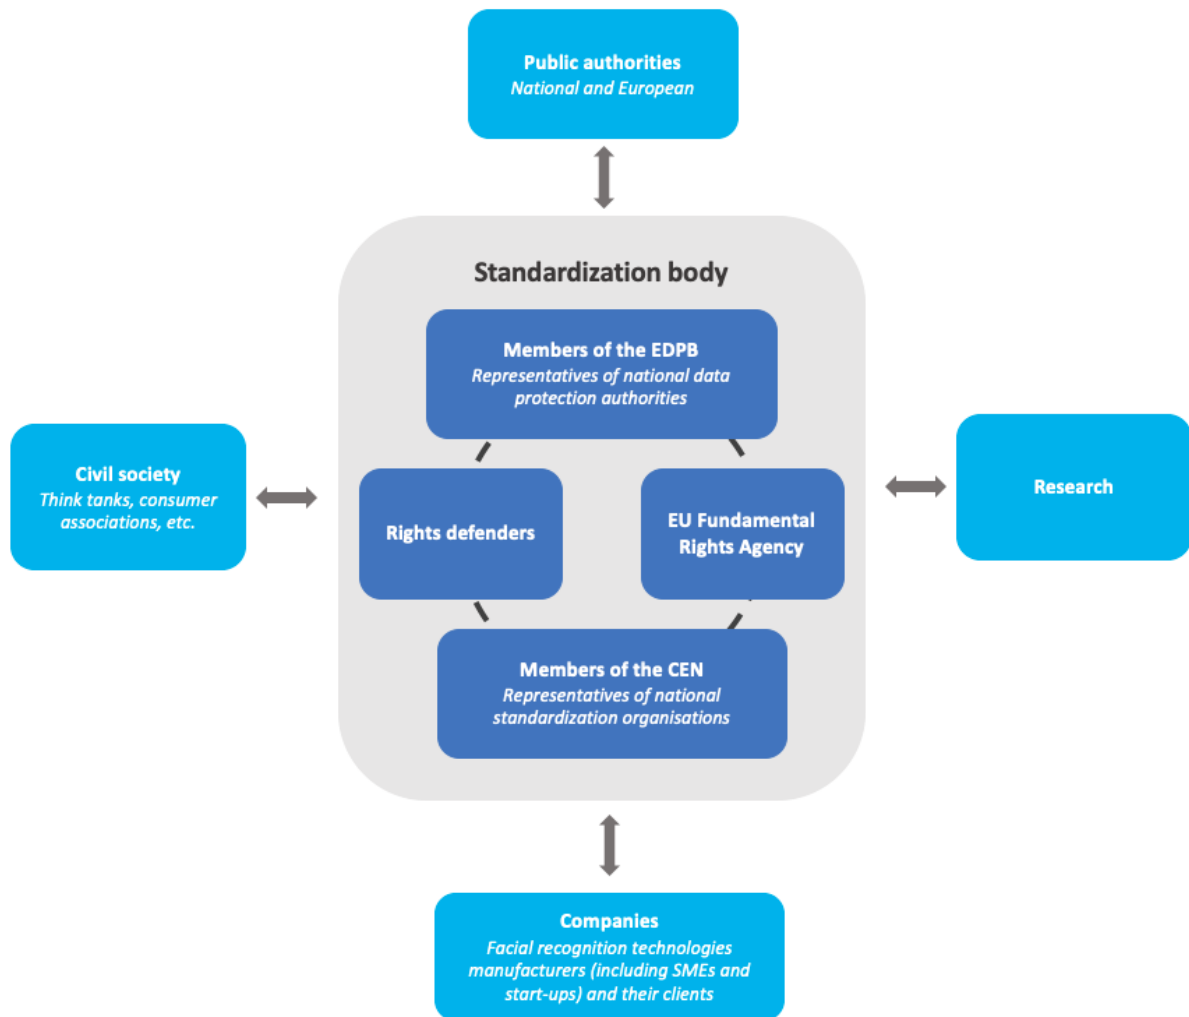 Public authorities
National and European
Standardization body
Members of the EDPB
Representatives of national data
protection authorities
Civil society
Think tanks, consumer
associations, etc.
Rights defenders
EU Fundamental
Rights Agency
Research
Members of the CEN
Representatives of national
standardization organisations
Companies
Facial recognition technologies
manufacturers (including SMEs and
start-ups) and their clients